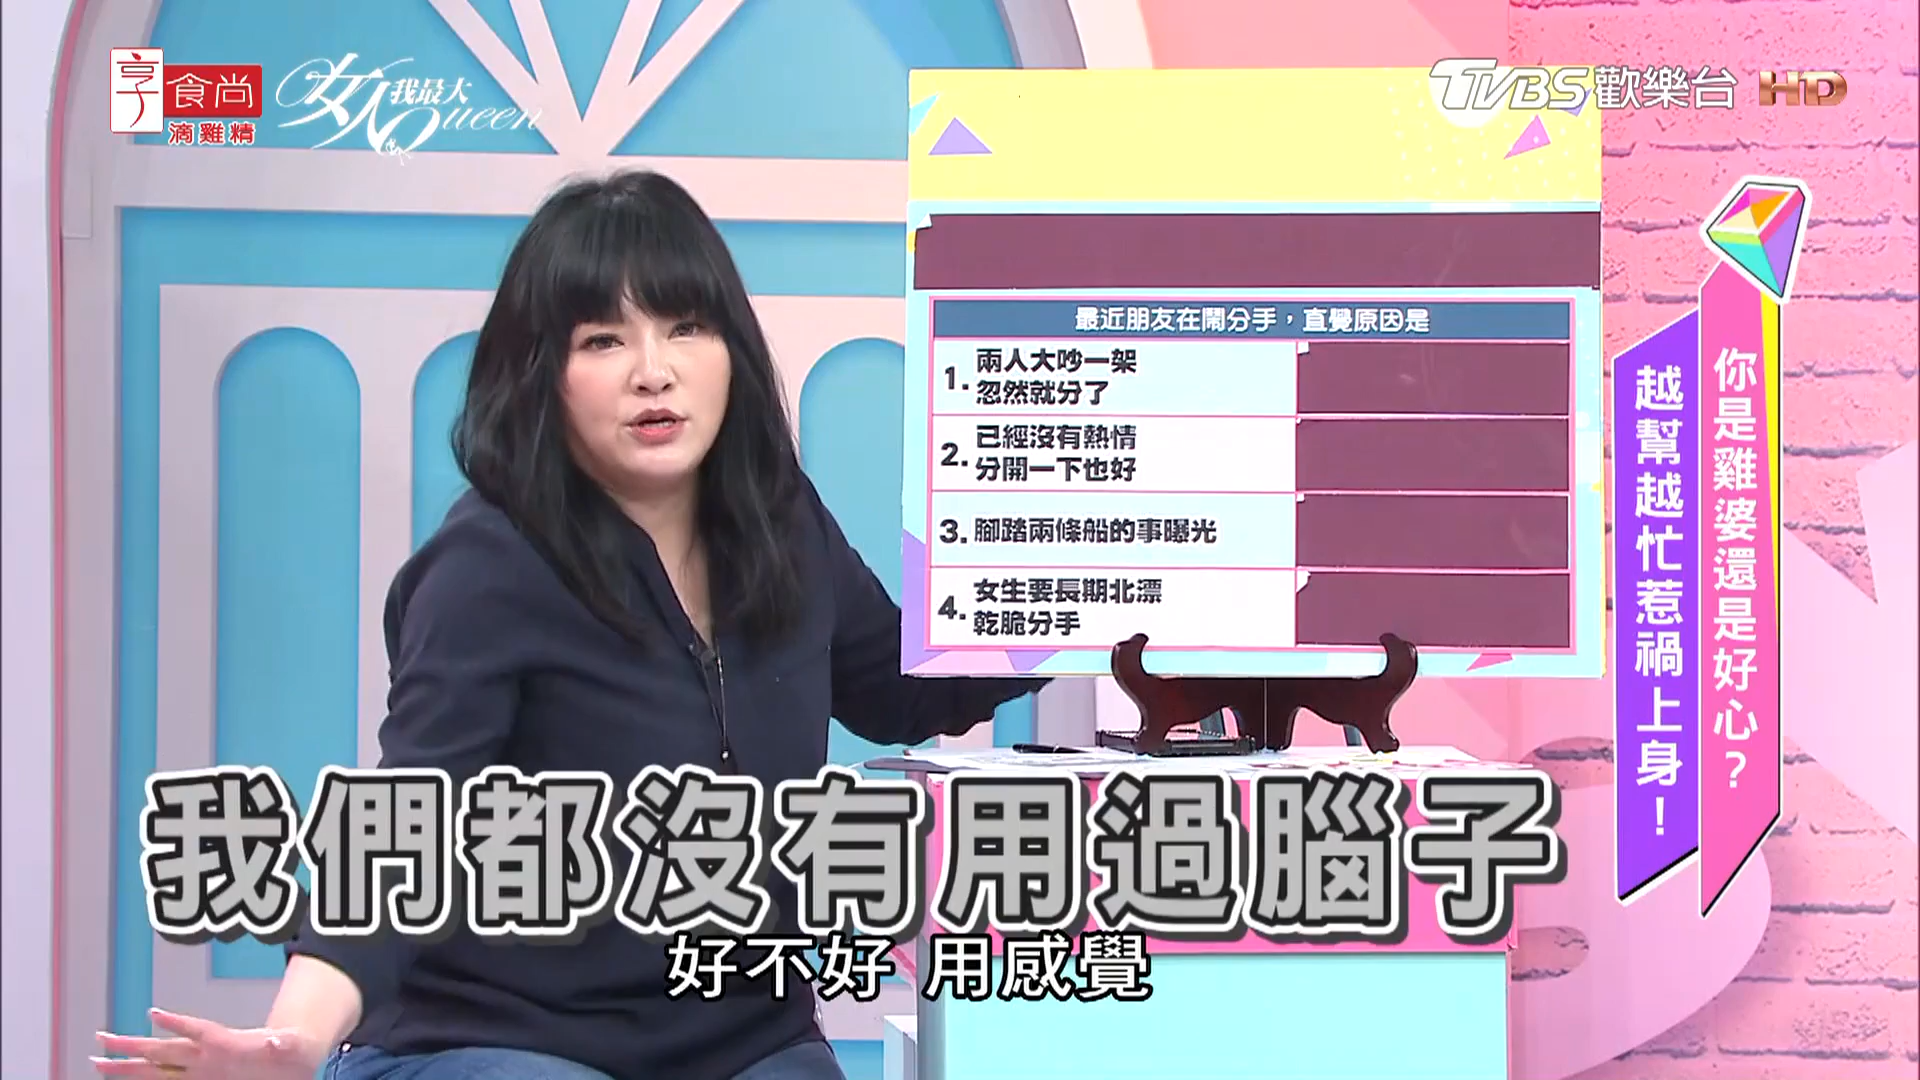 享
食尚
滴雞精
女人我最大
Queen
TVBS歡樂台 HD
最近朋友在鬧分手，直覺原因是
1. 兩人大吵一架
忽然就分了
2. 已經沒有熱情
分開一下也好
3. 腳踏兩條船的事曝光
4. 女生要長期北漂
乾脆分手
你是雞婆還是好心？
越幫越忙惹禍上身！
我們都沒有用過腦子
好不好 用感覺